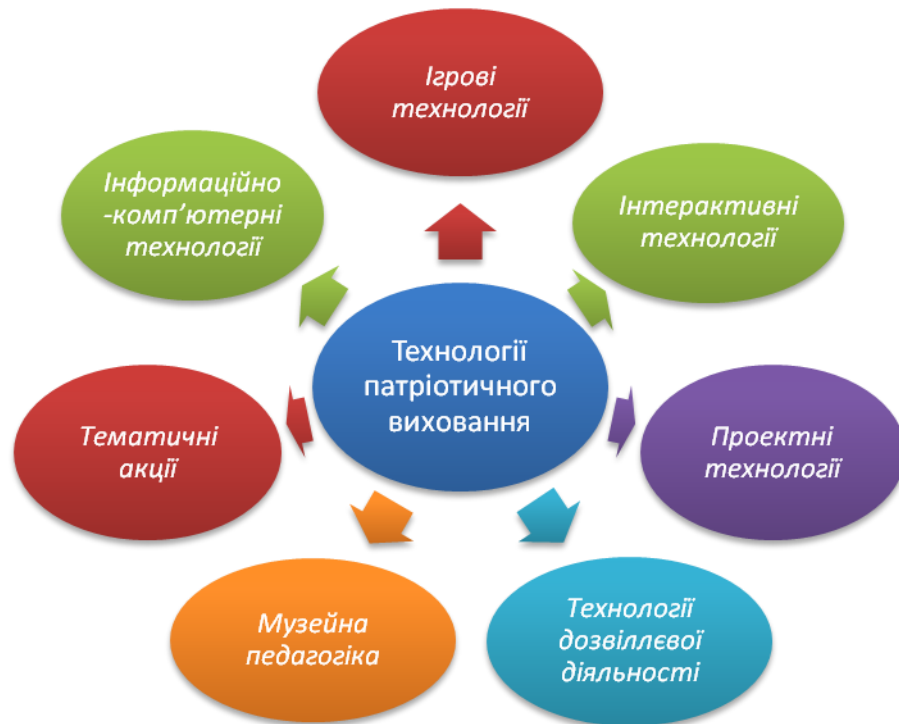 Ігрові
технології
Інформаційно
-комп’ютерні
технології
Інтерактивні
технології
Технології
патріотичного
виховання
Тематичні
акції
Проектні
технології
Музейна
педагогіка
Технології
дозвіллєвої
діяльності